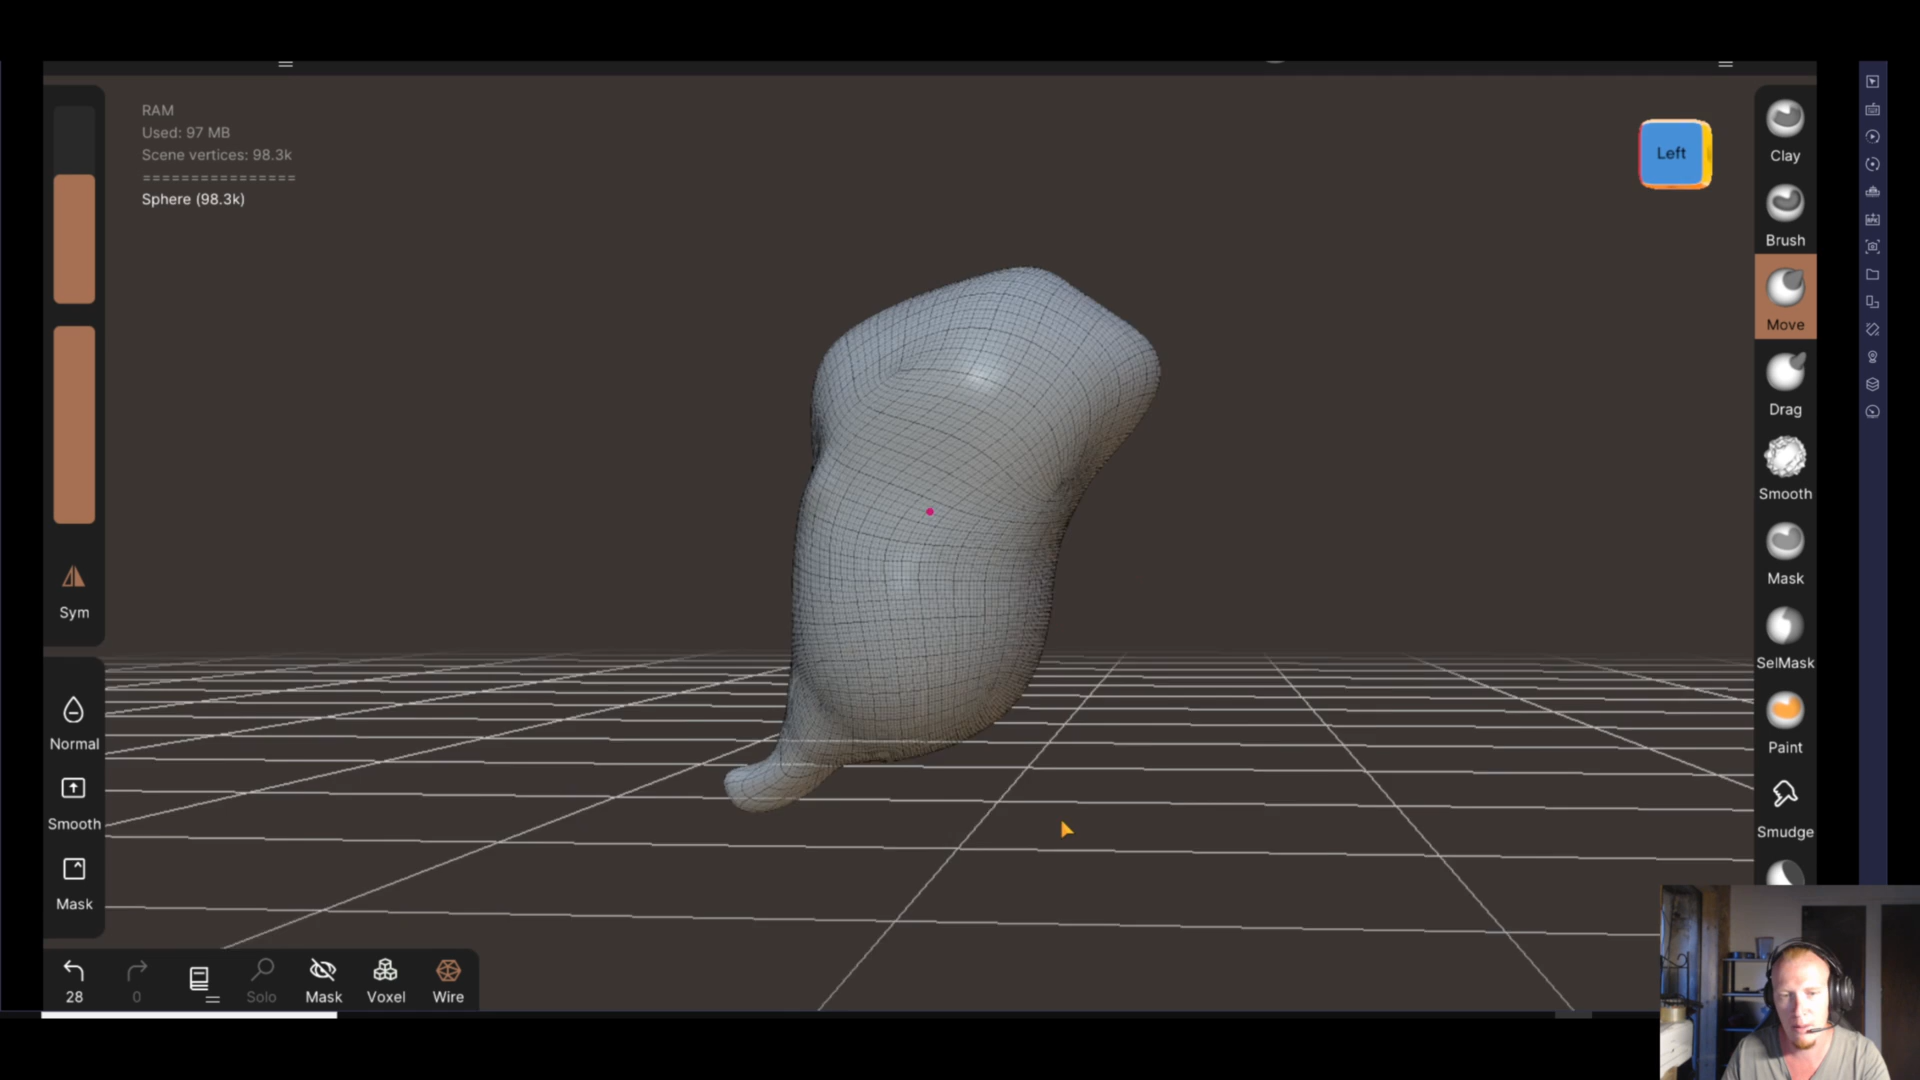 RAM
Used: 97 MB
Scene vertices: 98.3k
================
Sphere (98.3k)
Left
Clay
Brush
Move
Drag
Smooth
Mask
SelMask
Paint
Smudge
Sym
Normal
Smooth
Mask
28
0
Solo
Mask
Voxel
Wire